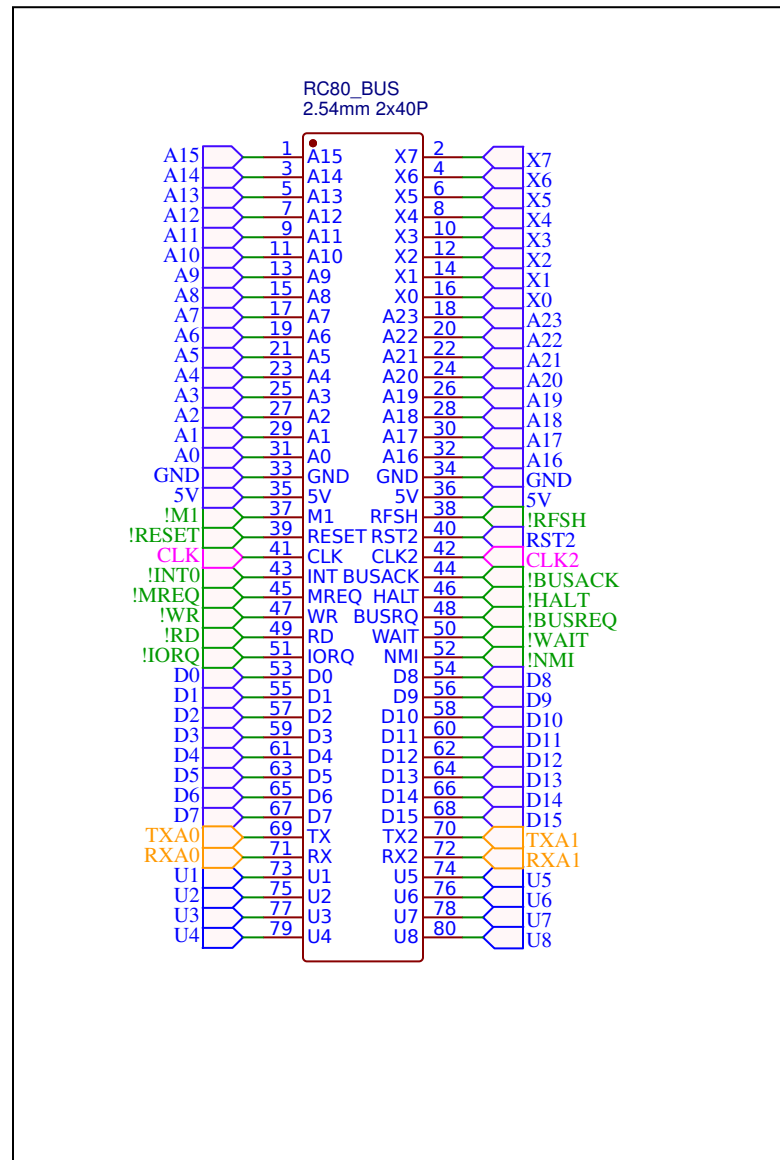 RC80_BUS
2.54mm 2x40P
A15 1 A15 X7 2 X7
A14 3 A14 X6 4 X6
A13 5 A13 X5 6 X5
A12 7 A12 X4 8 X4
A11 9 A11 X3 10 X3
A10 11 A10 X2 12 X2
A9 13 A9 X1 14 X1
A8 15 A8 X0 16 X0
A7 17 A7 A23 18 A23
A6 19 A6 A22 20 A22
A5 21 A5 A21 22 A21
A4 23 A4 A20 24 A20
A3 25 A3 A19 26 A19
A2 27 A2 A18 28 A18
A1 29 A1 A17 30 A17
A0 31 A0 A16 32 A16
GND 33 GND GND 34 GND
5V 35 5V 5V 36 5V
!M1 37 M1 RFSH 38 !RFSH
!RESET 39 RESET RST2 40 RST2
CLK 41 CLK CLK2 42 CLK2
!INT0 43 INT BUSACK 44 !BUSACK
!MREQ 45 MREQ HALT 46 !HALT
!WR 47 WR BUSRQ 48 !BUSREQ
!RD 49 RD WAIT 50 !WAIT
!IORQ 51 IORQ NMI 52 !NMI
D0 53 D0 D8 54 D8
D1 55 D1 D9 56 D9
D2 57 D2 D10 58 D10
D3 59 D3 D11 60 D11
D4 61 D4 D12 62 D12
D5 63 D5 D13 64 D13
D6 65 D6 D14 66 D14
D7 67 D7 D15 68 D15
TXA0 69 TX TX2 70 TXA1
RXA0 71 RX RX2 72 RXA1
U1 73 U1 U5 74 U5
U2 75 U2 U6 76 U6
U3 77 U3 U7 78 U7
U4 79 U4 U8 80 U8